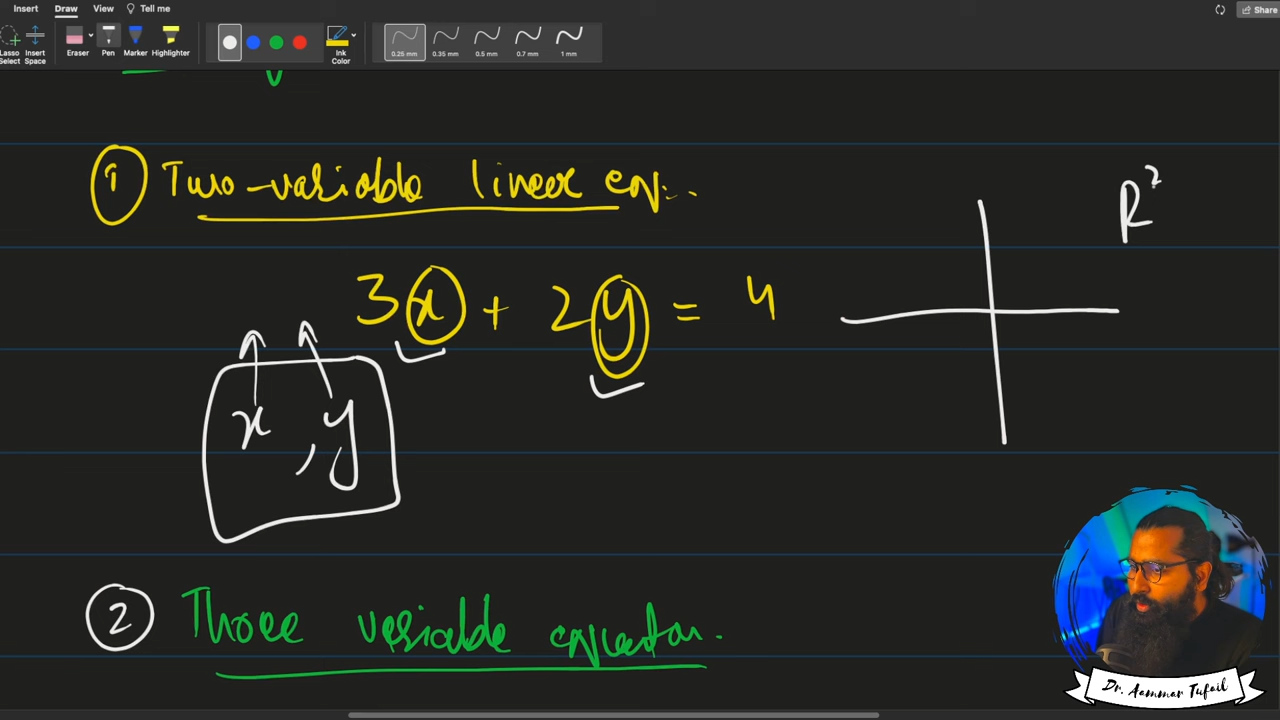 Insert Draw View Tell me
Share
Lasso Select
Insert Space
Eraser
Pen
Marker
Highlighter
Ink Color
0.25 mm
0.35 mm
0.5 mm
0.7 mm
1 mm
1 Two-variable linear eq:.
R²
3x + 2y = 4
x , y
2 Three variable equation.
Dr. Aammar Tufail